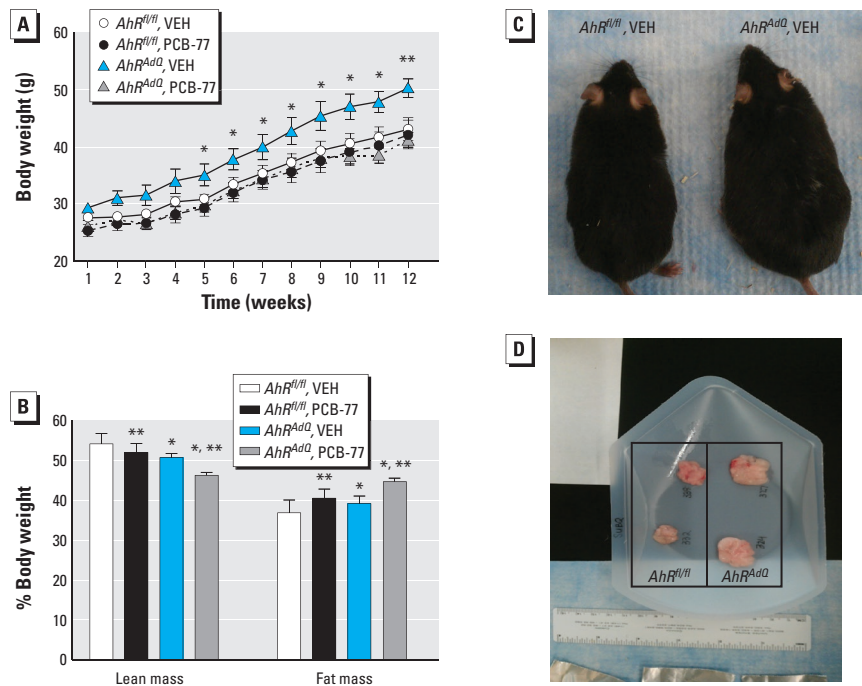 A
AhR^fl/fl, VEH
AhR^fl/fl, PCB-77
AhR^AdQ, VEH
AhR^AdQ, PCB-77
60
50
40
30
20
Body weight (g)
* * * * * * * **
1 2 3 4 5 6 7 8 9 10 11 12
Time (weeks)
B
AhR^fl/fl, VEH
AhR^fl/fl, PCB-77
AhR^AdQ, VEH
AhR^AdQ, PCB-77
60
50
40
30
20
10
0
% Body weight
** * *, ** ** * *, **
Lean mass Fat mass
C
AhR^fl/fl, VEH AhR^AdQ, VEH
D
SUBQ
AhR^fl/fl AhR^AdQ